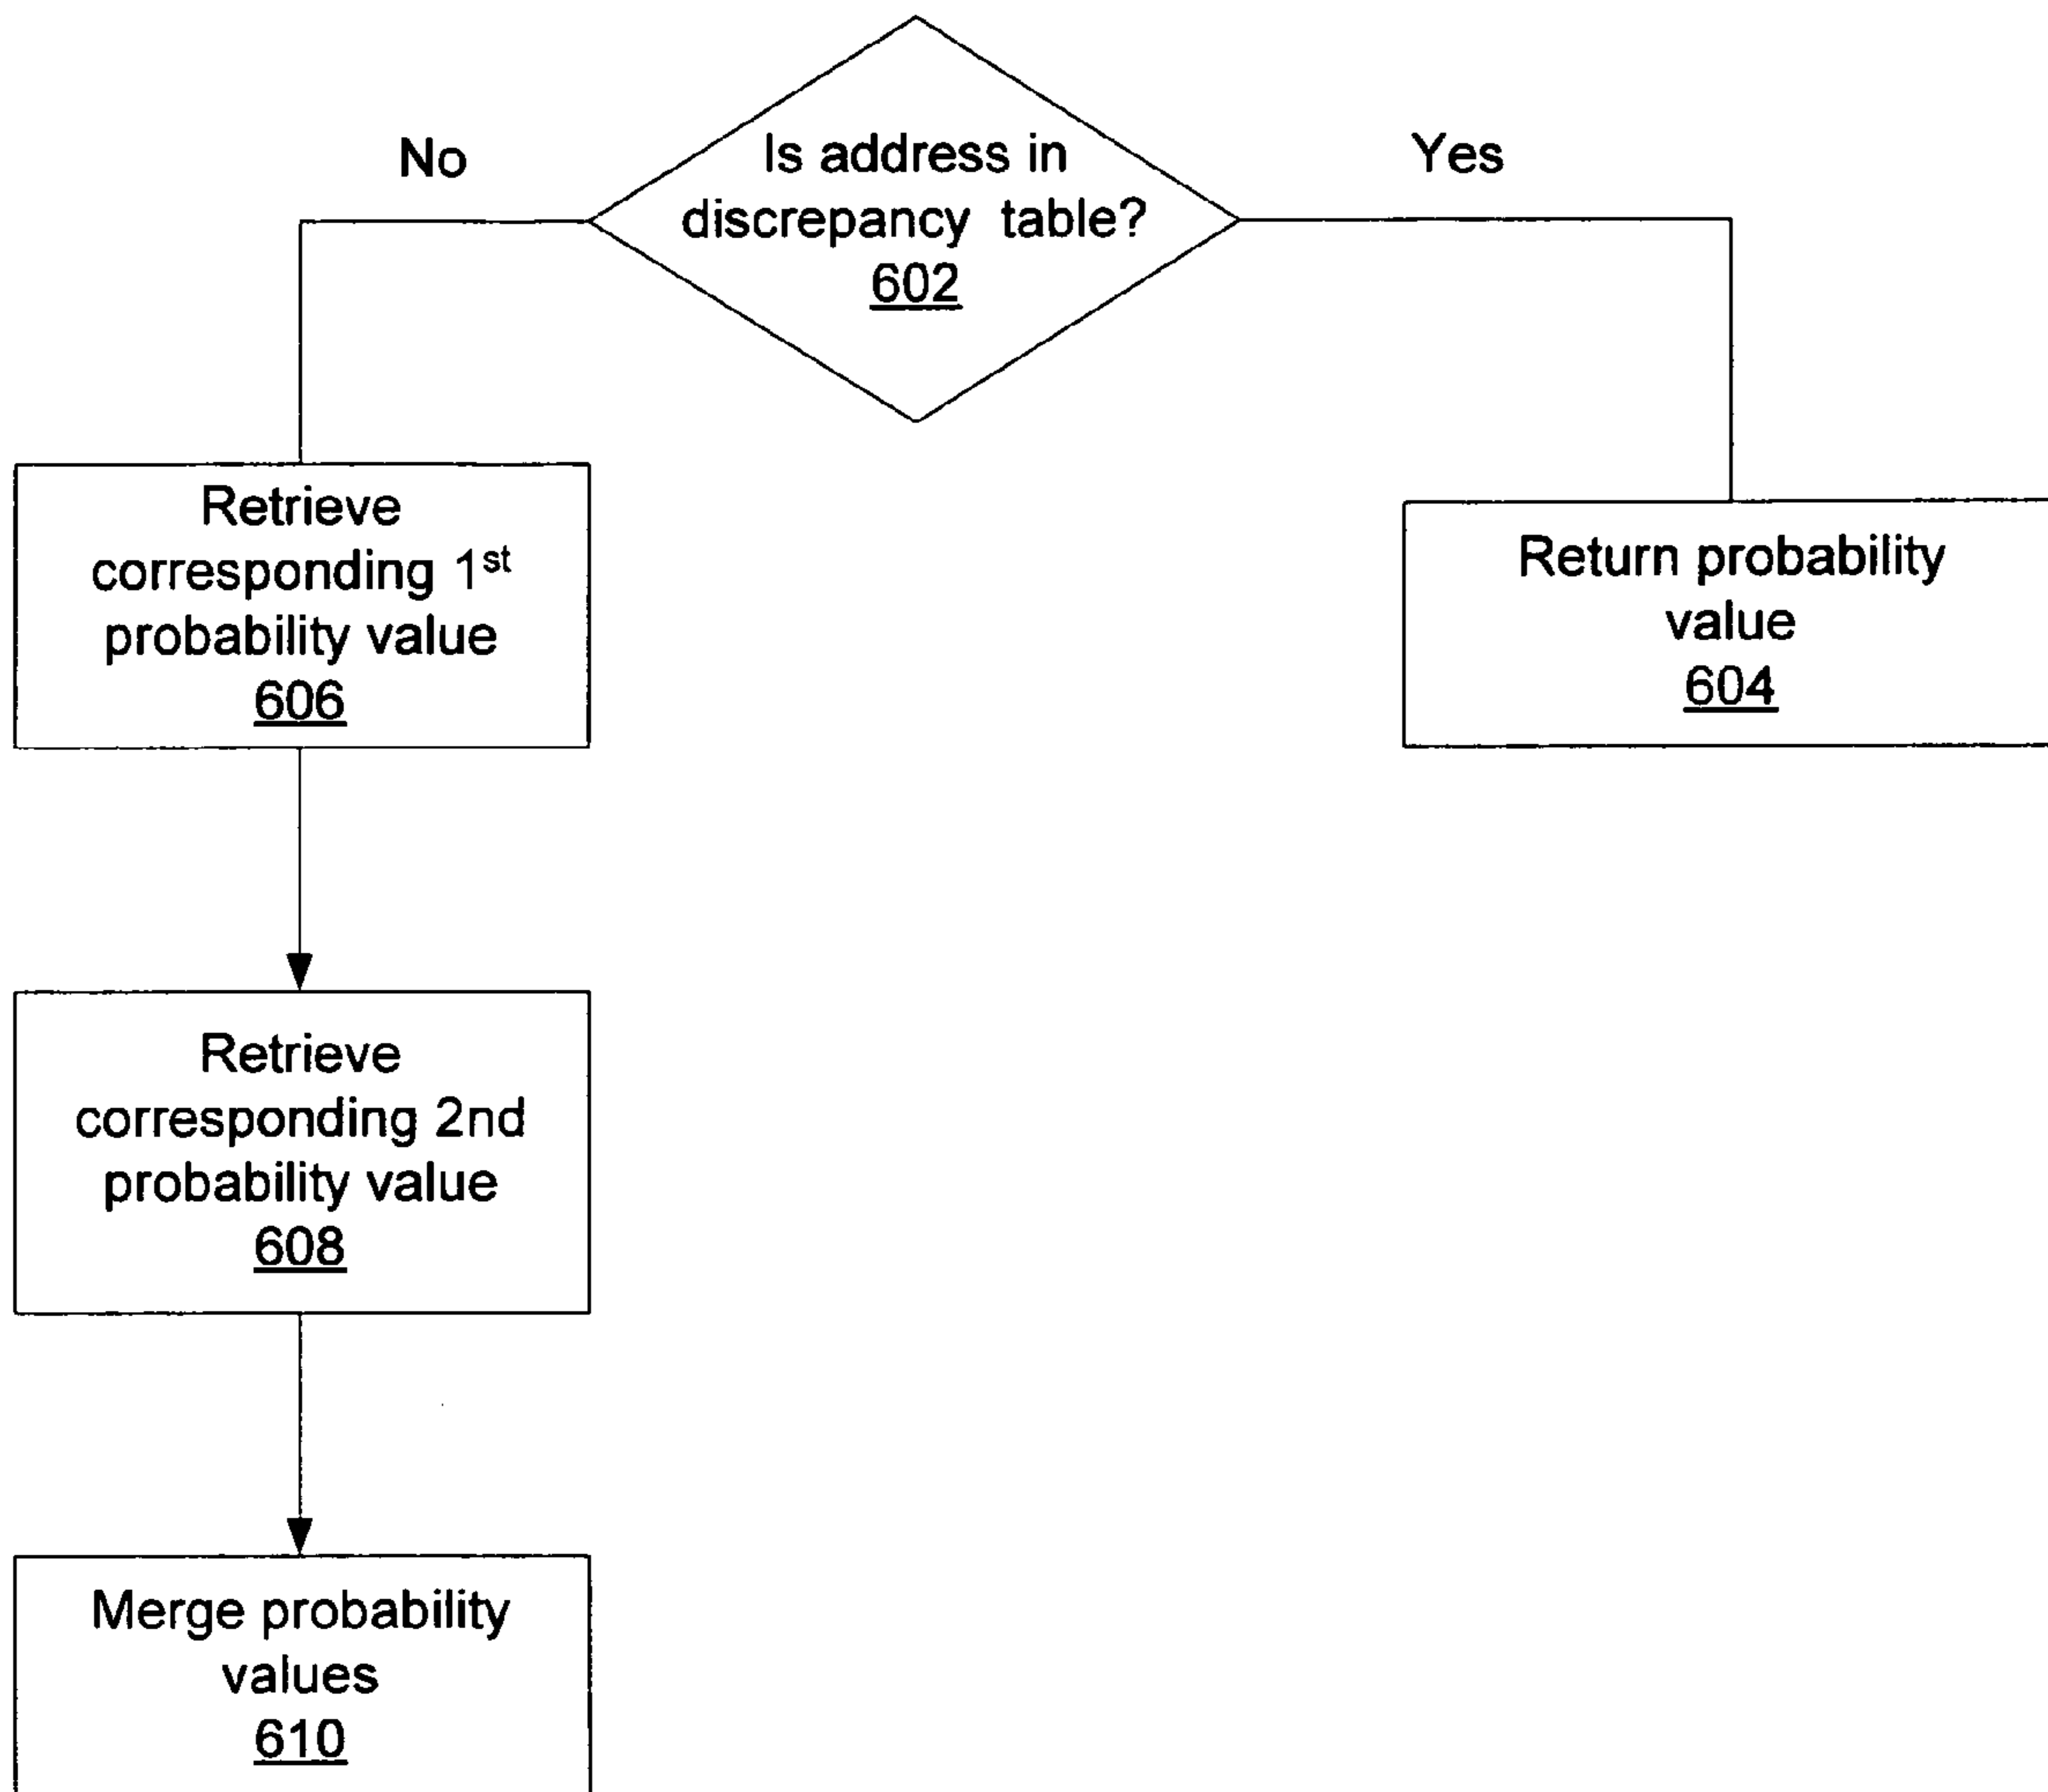 No
Is address in
discrepancy table?
602
Yes
Retrieve
corresponding 1st
probability value
606
Return probability
value
604
Retrieve
corresponding 2nd
probability value
608
Merge probability
values
610